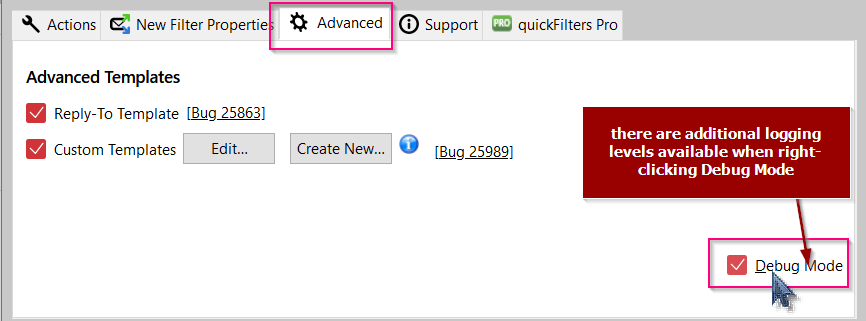 Actions New Filter Properties Advanced Support PRO quickFilters Pro
Advanced Templates
Reply-To Template [Bug 25863]
Custom Templates Edit... Create New... [Bug 25989]
there are additional logging
levels available when right-
clicking Debug Mode
Debug Mode